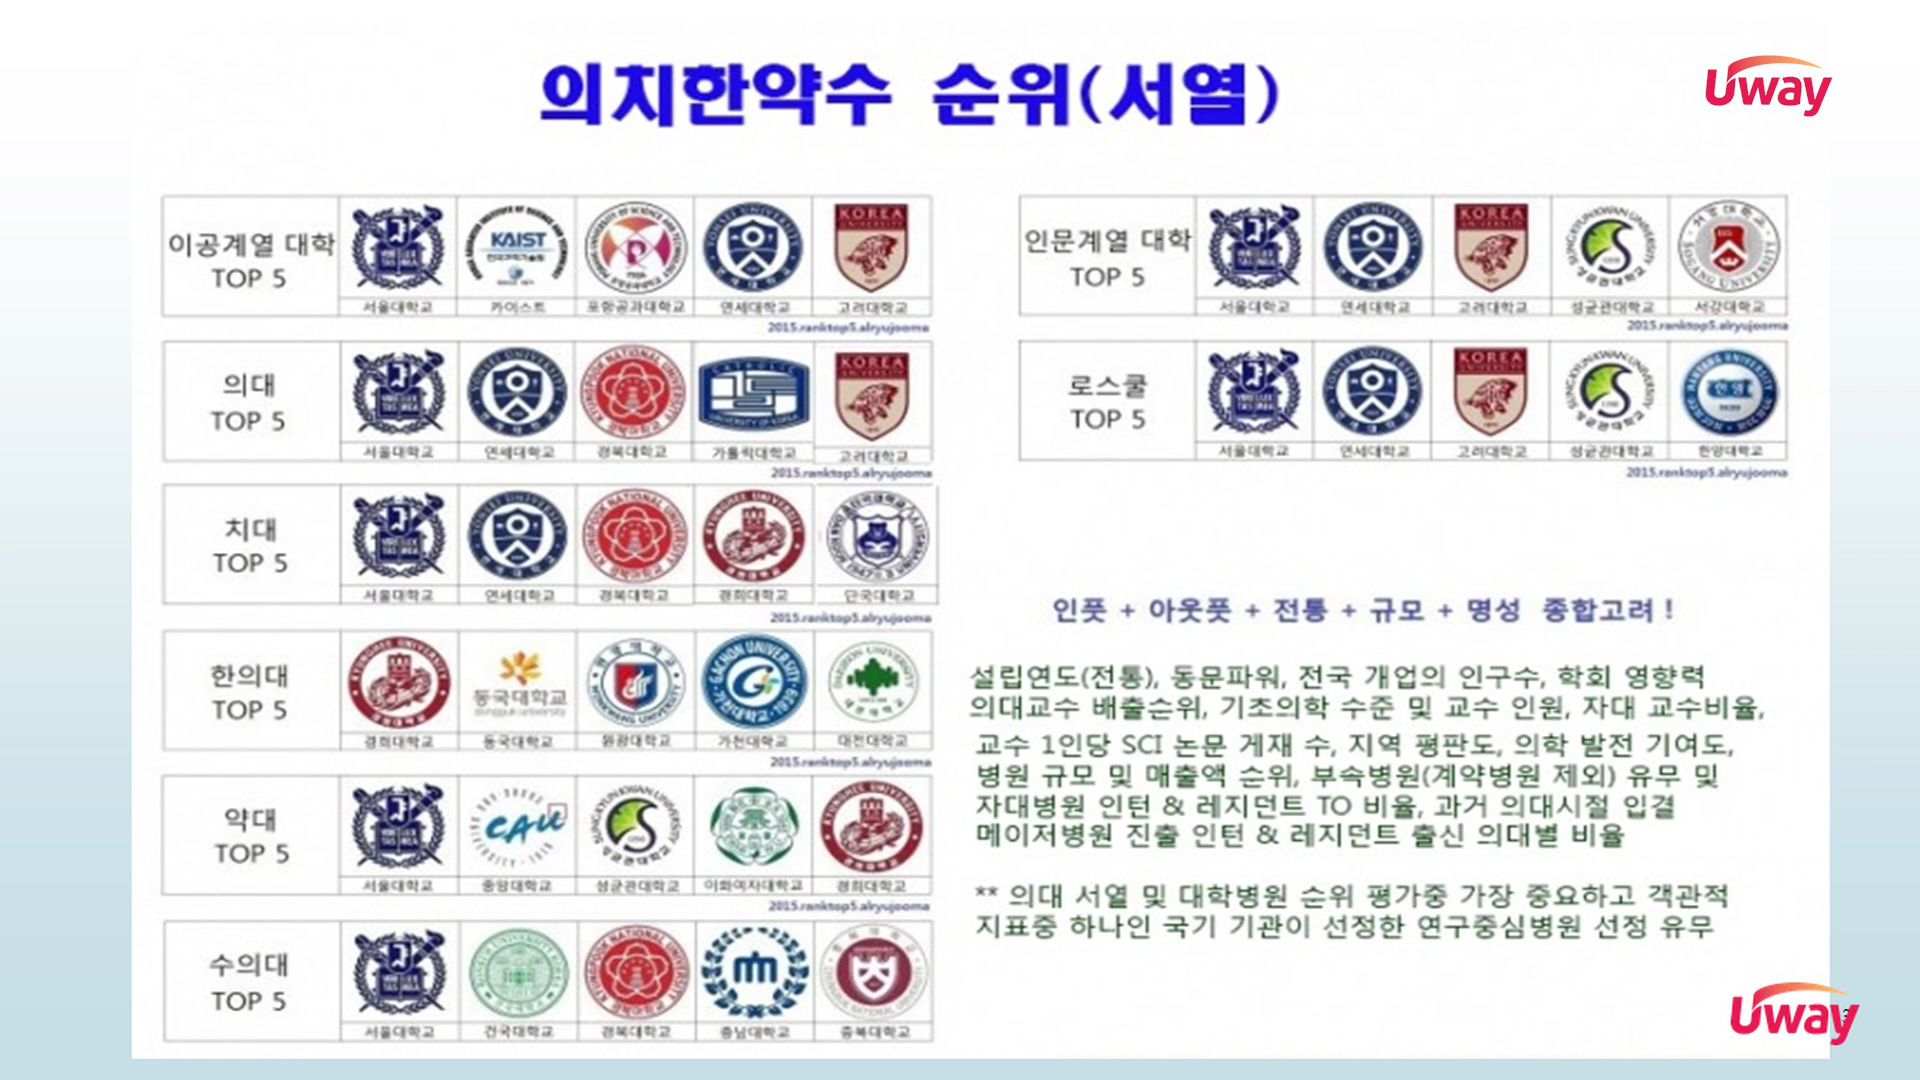 의치한약수 순위(서열)
Uway
이공계열 대학
TOP 5
KAIST
KOREA
서울대학교 카이스트 포항공과대학교 연세대학교 고려대학교
2015.ranktop5.alryujooma
의대
TOP 5
CATHOLIC
UNIVERSITY OF KOREA
KOREA
서울대학교 연세대학교 경북대학교 가톨릭대학교 고려대학교
2015.ranktop5.alryujooma
치대
TOP 5
서울대학교 연세대학교 경북대학교 경희대학교 단국대학교
2015.ranktop5.alryujooma
한의대
TOP 5
동국대학교
dongguk university
GACHON UNIVERSITY
경희대학교 동국대학교 원광대학교 가천대학교 대전대학교
2015.ranktop5.alryujooma
약대
TOP 5
CAU
서울대학교 중앙대학교 성균관대학교 이화여자대학교 경희대학교
2015.ranktop5.alryujooma
수의대
TOP 5
서울대학교 건국대학교 경북대학교 충남대학교 충북대학교
인문계열 대학
TOP 5
KOREA
서울대학교 연세대학교 고려대학교 성균관대학교 서강대학교
2015.ranktop5.alryujooma
로스쿨
TOP 5
KOREA
한양
서울대학교 연세대학교 고려대학교 성균관대학교 한양대학교
2015.ranktop5.alryujooma
인풋 + 아웃풋 + 전통 + 규모 + 명성 종합고려 !
설립연도(전통), 동문파워, 전국 개업의 인구수, 학회 영향력
의대교수 배출순위, 기초의학 수준 및 교수 인원, 자대 교수비율,
교수 1인당 SCI 논문 게재 수, 지역 평판도, 의학 발전 기여도,
병원 규모 및 매출액 순위, 부속병원(계약병원 제외) 유무 및
자대병원 인턴 & 레지던트 TO 비율, 과거 의대시절 입결
메이저병원 진출 인턴 & 레지던트 출신 의대별 비율
** 의대 서열 및 대학병원 순위 평가중 가장 중요하고 객관적
지표중 하나인 국기 기관이 선정한 연구중심병원 선정 유무
Uway